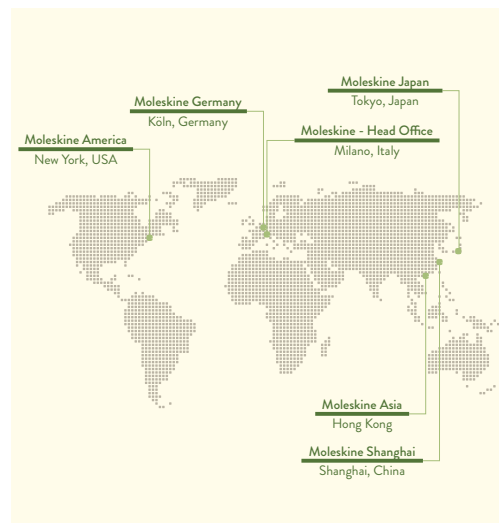 Moleskine Japan
Tokyo, Japan
Moleskine Germany
Köln, Germany
Moleskine - Head Office
Milano, Italy
Moleskine America
New York, USA
Moleskine Asia
Hong Kong
Moleskine Shanghai
Shanghai, China